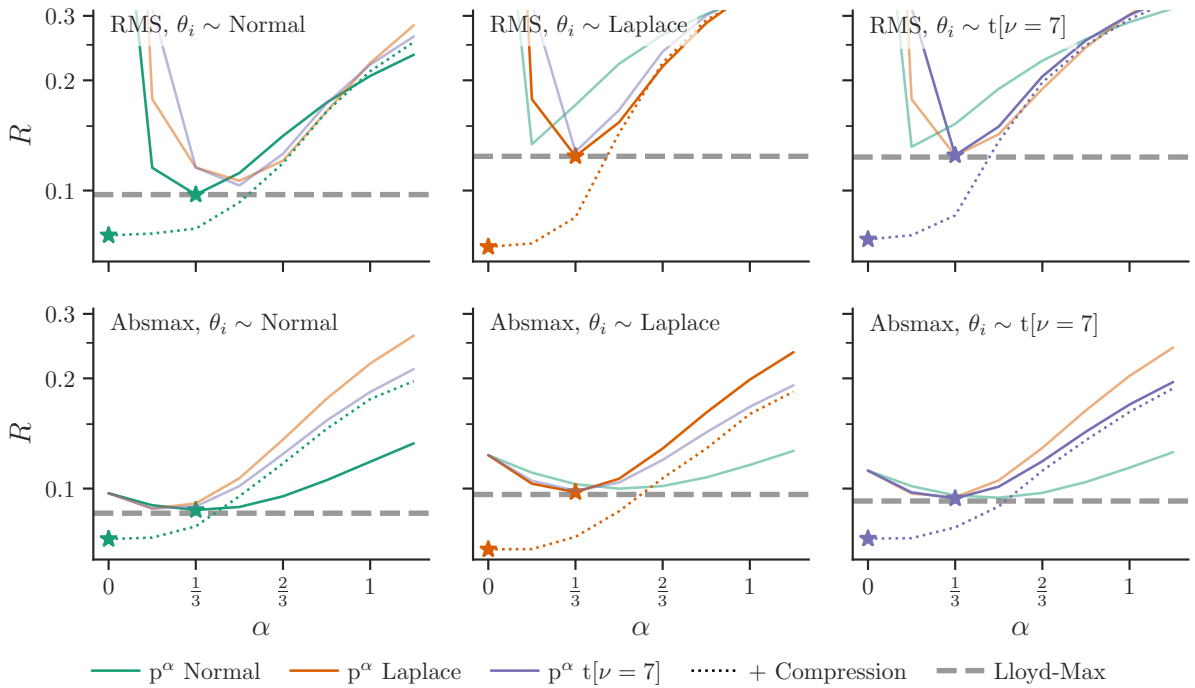 RMS, θᵢ ∼ Normal
RMS, θᵢ ∼ Laplace
RMS, θᵢ ∼ t[ν = 7]
0.3
0.2
0.1
R
Absmax, θᵢ ∼ Normal
Absmax, θᵢ ∼ Laplace
Absmax, θᵢ ∼ t[ν = 7]
0.3
0.2
0.1
R
0 1/3 2/3 1
0 1/3 2/3 1
0 1/3 2/3 1
α α α
p^α Normal p^α Laplace p^α t[ν = 7] + Compression Lloyd-Max